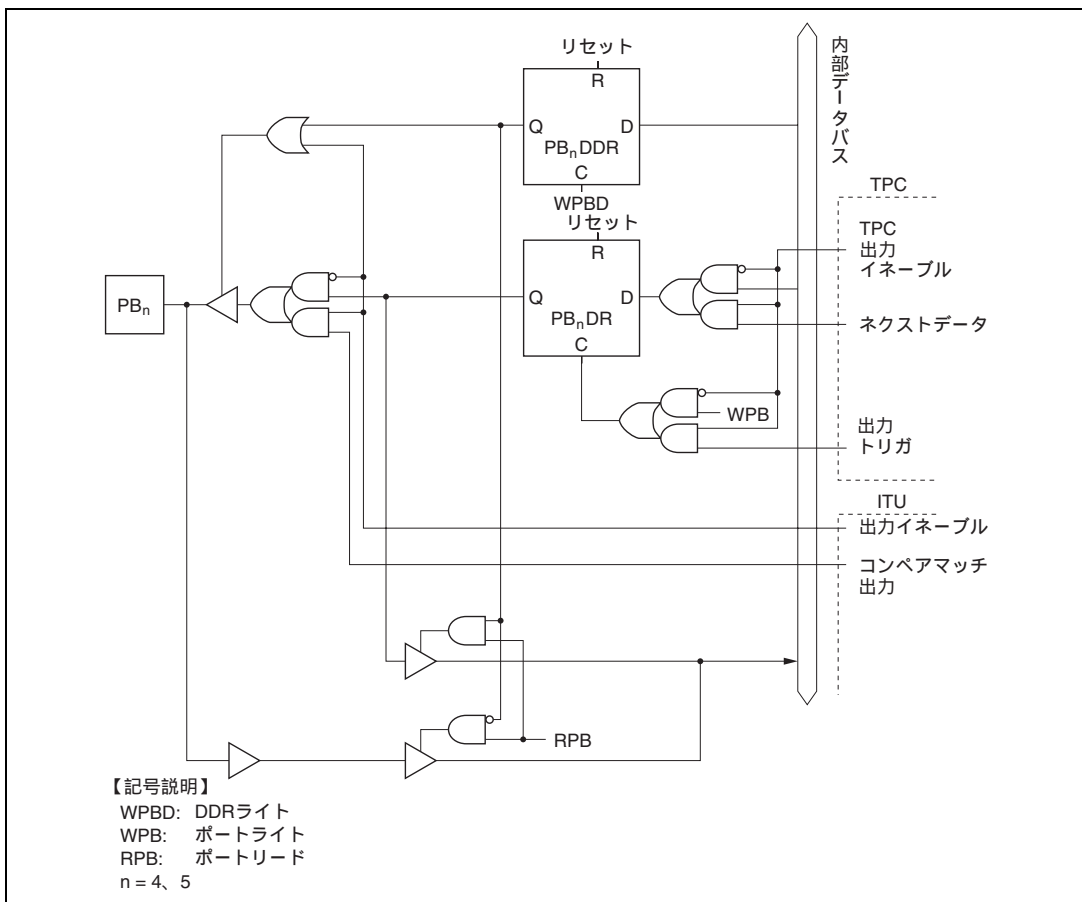 リセット
R
Q
D
PBnDDR
C
WPBD
内部データバス
リセット
R
Q
D
PBnDR
C
PBn
TPC
TPC
出力
イネーブル
ネクストデータ
WPB
出力
トリガ
ITU
出力イネーブル
コンペアマッチ
出力
RPB
【記号説明】
WPBD: DDRライト
WPB: ポートライト
RPB: ポートリード
n = 4、5